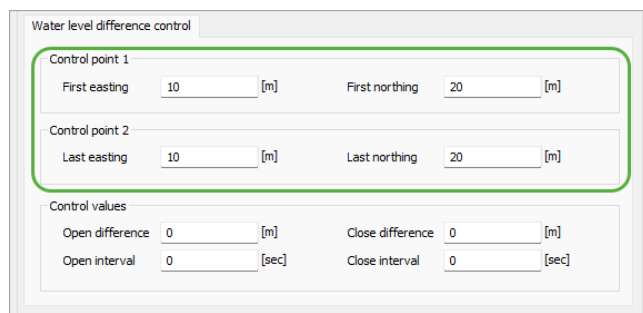 Water level difference control
Control point 1
First easting 10 [m] First northing 20 [m]
Control point 2
Last easting 10 [m] Last northing 20 [m]
Control values
Open difference 0 [m] Close difference 0 [m]
Open interval 0 [sec] Close interval 0 [sec]